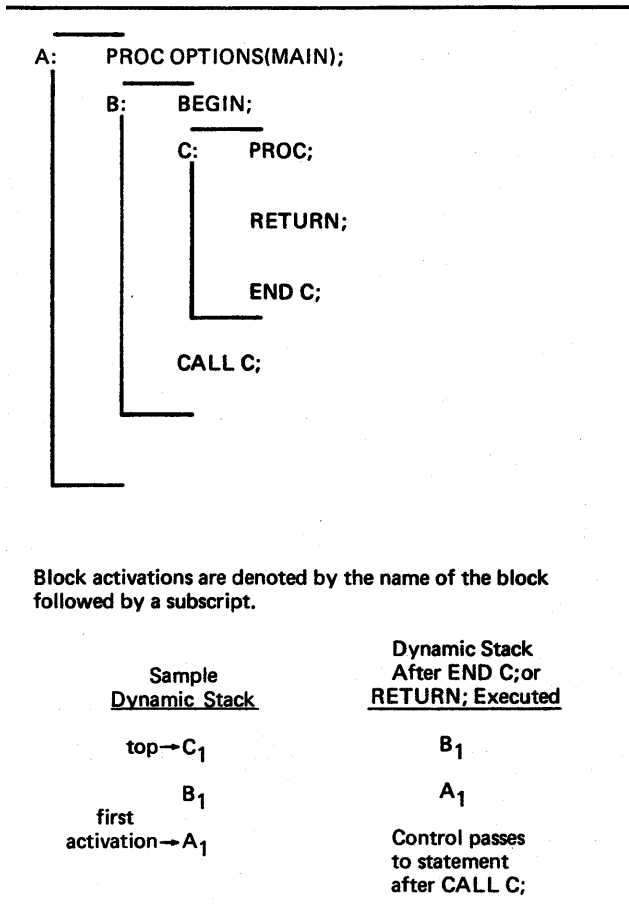 A: PROC OPTIONS(MAIN);
B: BEGIN;
C: PROC;
RETURN;
END C;
CALL C;
Block activations are denoted by the name of the block
followed by a subscript.
Sample
Dynamic Stack
top→C1
B1
first
activation→A1
Dynamic Stack
After END C;or
RETURN; Executed
B1
A1
Control passes
to statement
after CALL C;